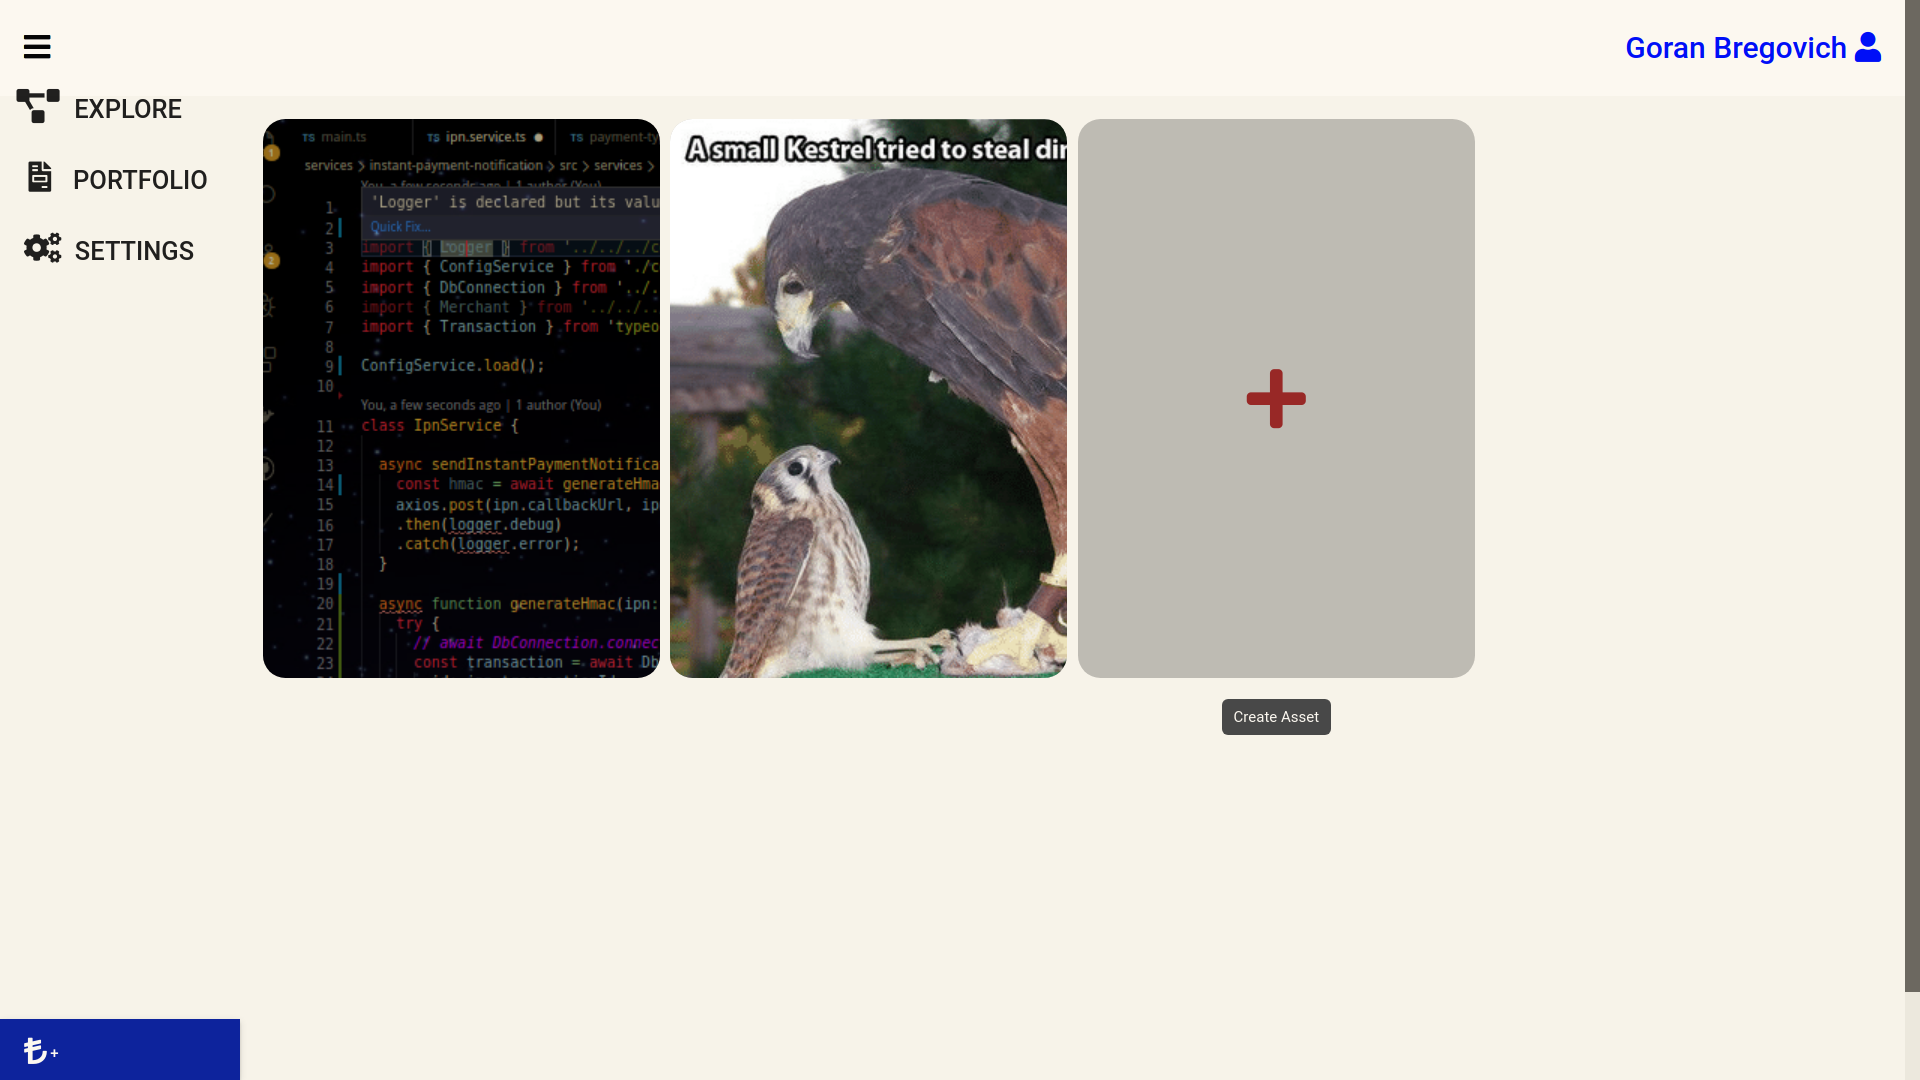 Goran Bregovich
EXPLORE
PORTFOLIO
SETTINGS
TS main.ts
TS ipn.service.ts
TS payment-ty
services > instant-payment-notification > src > services >
You, a few seconds ago | 1 author (You)
'Logger' is declared but its valu
Quick Fix...
1
2
3 import { Logger } from '../../../c
4 import { ConfigService } from './c
5 import { DbConnection } from '../.
6 import { Merchant } from '../../..
7 import { Transaction } from 'typeo
8
9 ConfigService.load();
10
You, a few seconds ago | 1 author (You)
11 class IpnService {
12
13 async sendInstantPaymentNotifica
14 const hmac = await generateHma
15 axios.post(ipn.callbackUrl, ip
16 .then(logger.debug)
17 .catch(logger.error);
18 }
19
20 async function generateHmac(ipn:
21 try {
22 // await DbConnection.connec
23 const transaction = await Db
1
2
A small Kestrel tried to steal din
Create Asset
₺+